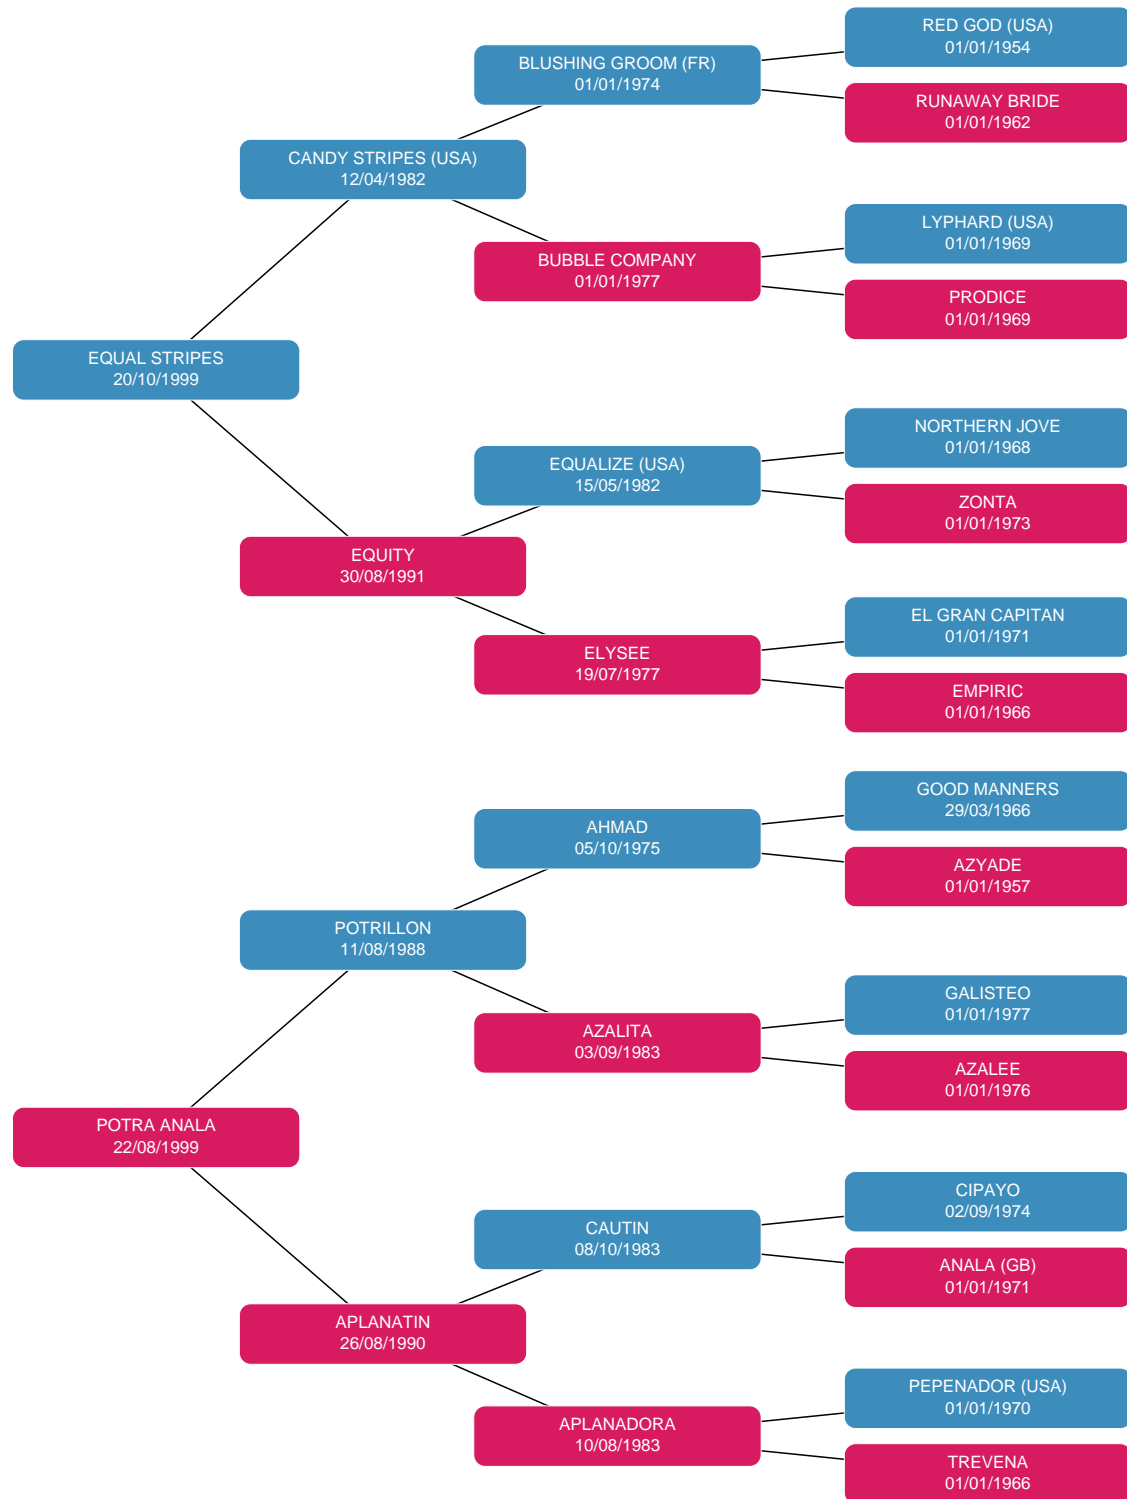 RED GOD (USA)
01/01/1954
BLUSHING GROOM (FR)
01/01/1974
RUNAWAY BRIDE
01/01/1962
CANDY STRIPES (USA)
12/04/1982
LYPHARD (USA)
01/01/1969
BUBBLE COMPANY
01/01/1977
PRODICE
01/01/1969
EQUAL STRIPES
20/10/1999
NORTHERN JOVE
01/01/1968
EQUALIZE (USA)
15/05/1982
ZONTA
01/01/1973
EQUITY
30/08/1991
EL GRAN CAPITAN
01/01/1971
ELYSEE
19/07/1977
EMPIRIC
01/01/1966
GOOD MANNERS
29/03/1966
AHMAD
05/10/1975
AZYADE
01/01/1957
POTRILLON
11/08/1988
GALISTEO
01/01/1977
AZALITA
03/09/1983
AZALEE
01/01/1976
POTRA ANALA
22/08/1999
CIPAYO
02/09/1974
CAUTIN
08/10/1983
ANALA (GB)
01/01/1971
APLANATIN
26/08/1990
PEPENADOR (USA)
01/01/1970
APLANADORA
10/08/1983
TREVENA
01/01/1966